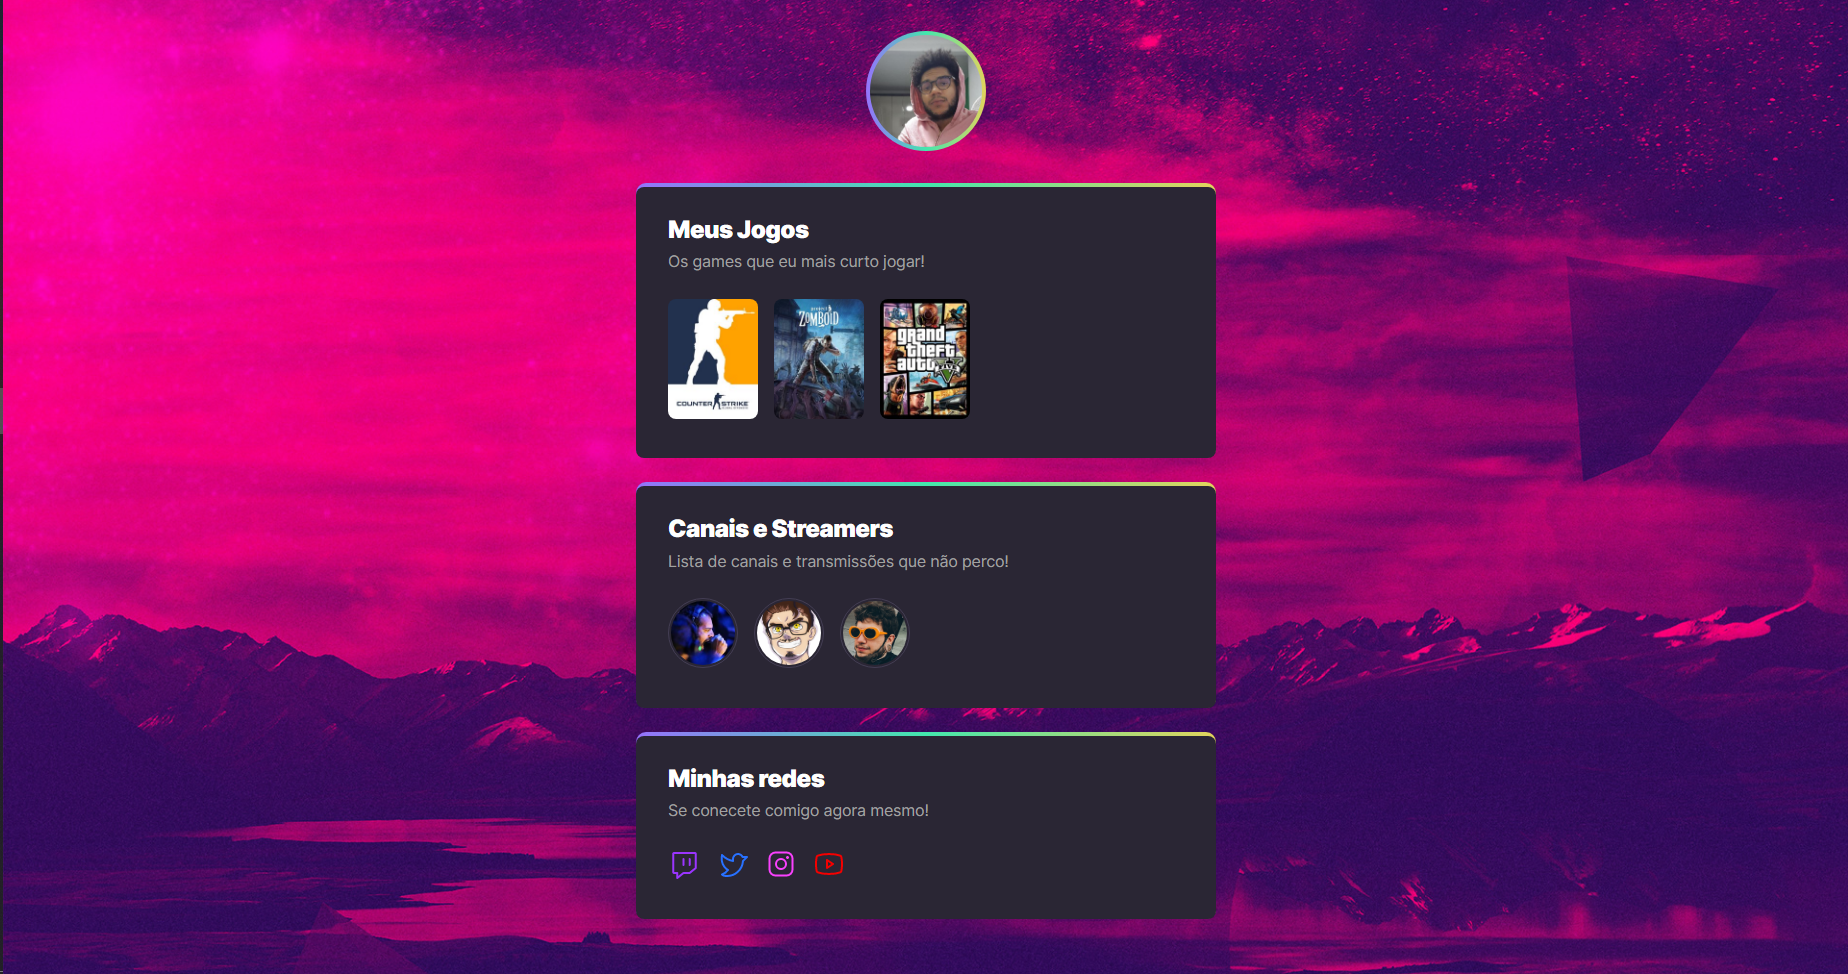 Meus Jogos
Os games que eu mais curto jogar!
COUNTER STRIKE
PROJECT
ZOMBOID
grand
theft
auto
V
Canais e Streamers
Lista de canais e transmissões que não perco!
Minhas redes
Se conecete comigo agora mesmo!